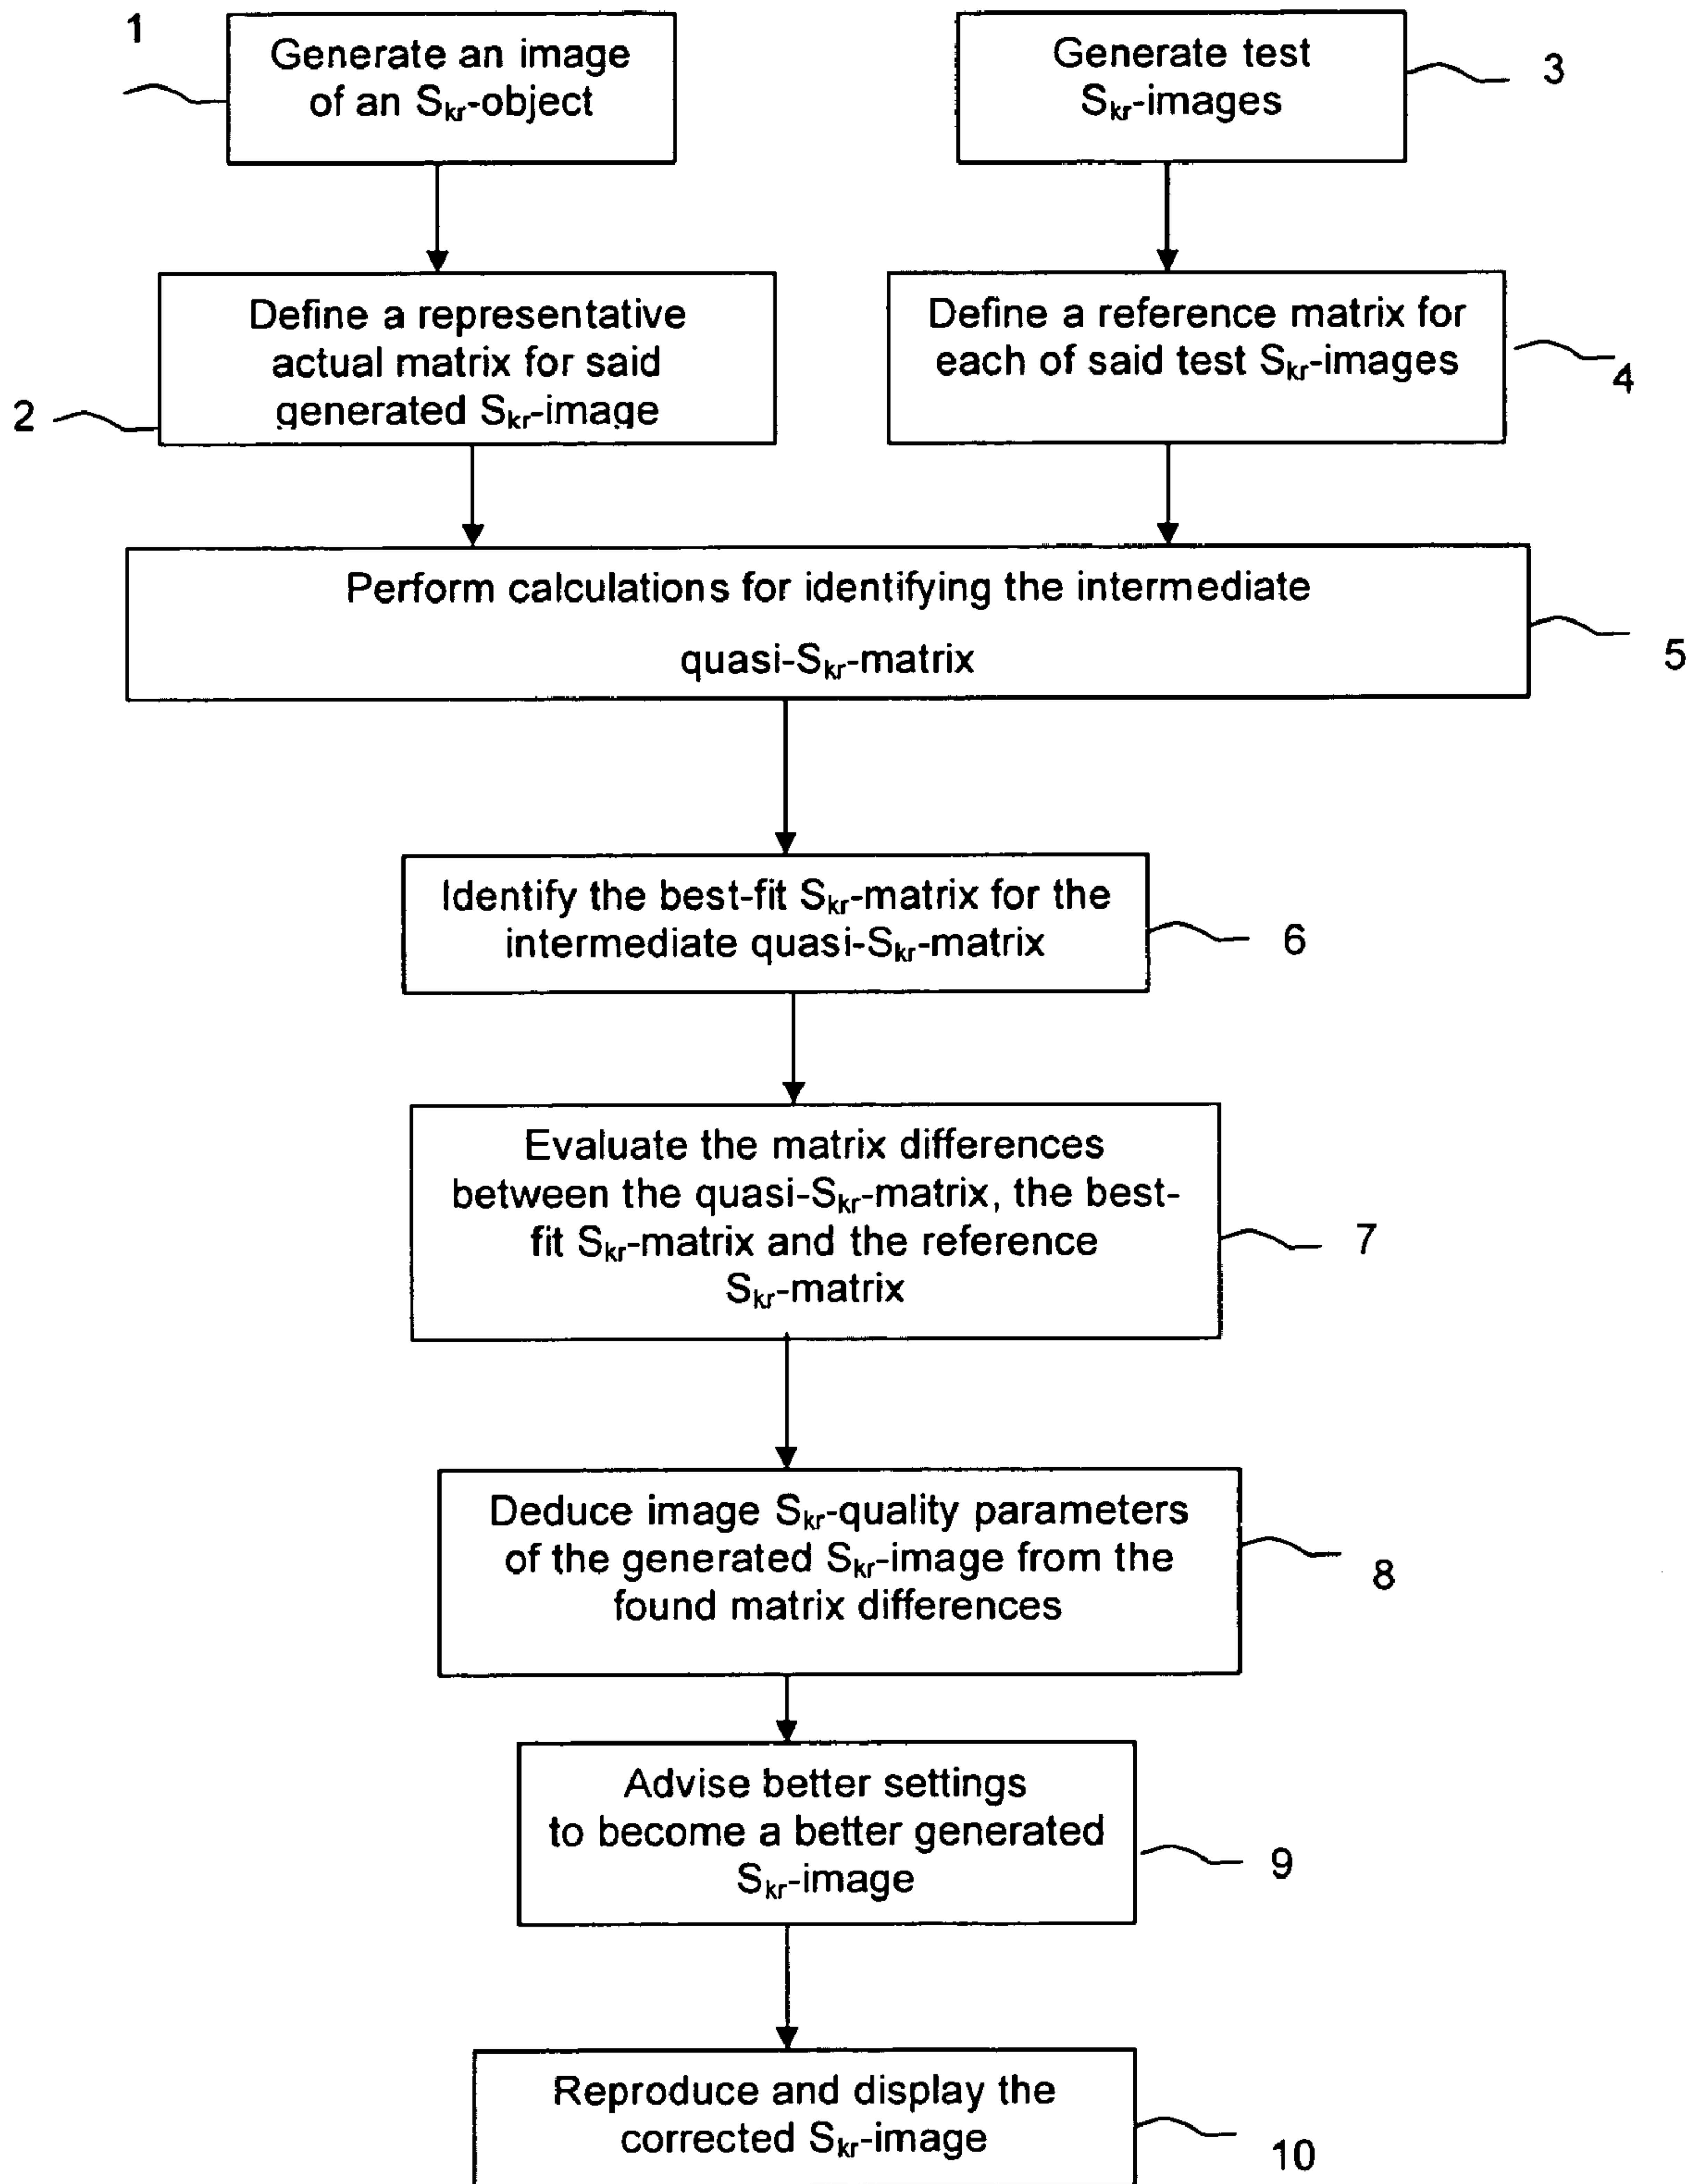 1
Generate an image
of an Skr-object
Generate test
Skr-images
3
Define a representative
actual matrix for said
generated Skr-image
2
Define a reference matrix for
each of said test Skr-images
4
Perform calculations for identifying the intermediate
quasi-Skr-matrix
5
Identify the best-fit Skr-matrix for the
intermediate quasi-Skr-matrix
6
Evaluate the matrix differences
between the quasi-Skr-matrix, the best-
fit Skr-matrix and the reference
Skr-matrix
7
Deduce image Skr-quality parameters
of the generated Skr-image from the
found matrix differences
8
Advise better settings
to become a better generated
Skr-image
9
Reproduce and display the
corrected Skr-image
10